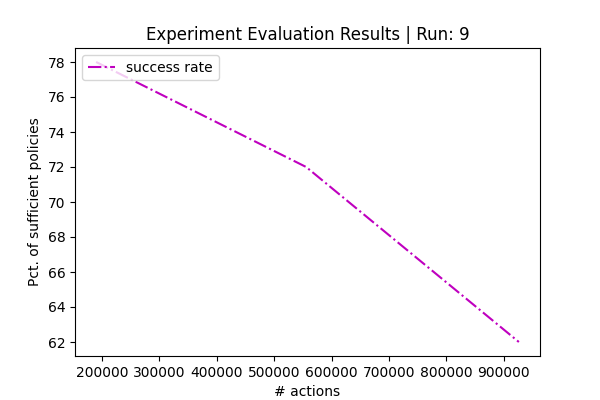 Experiment Evaluation Results | Run: 9
success rate
Pct. of sufficient policies
78
76
74
72
70
68
66
64
62
200000 300000 400000 500000 600000 700000 800000 900000
# actions